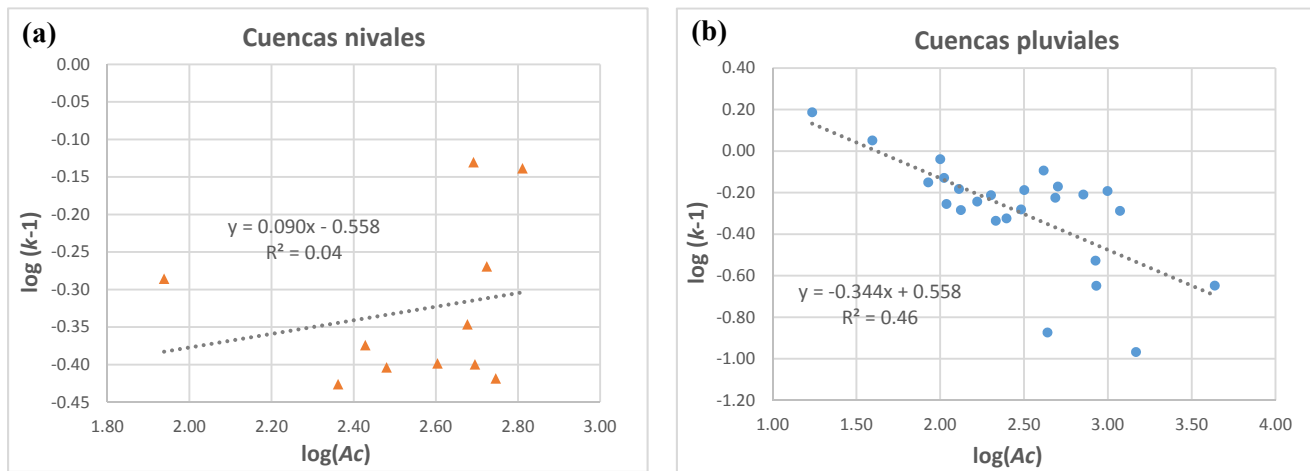 (a)
Cuencas nivales
0.00
-0.05
-0.10
-0.15
-0.20
-0.25
-0.30
-0.35
-0.40
-0.45
log (k-1)
y = 0.090x - 0.558
R² = 0.04
1.80 2.00 2.20 2.40 2.60 2.80 3.00
log(Ac)
(b)
Cuencas pluviales
0.40
0.20
0.00
-0.20
-0.40
-0.60
-0.80
-1.00
-1.20
log (k-1)
y = -0.344x + 0.558
R² = 0.46
1.00 1.50 2.00 2.50 3.00 3.50 4.00
log(Ac)